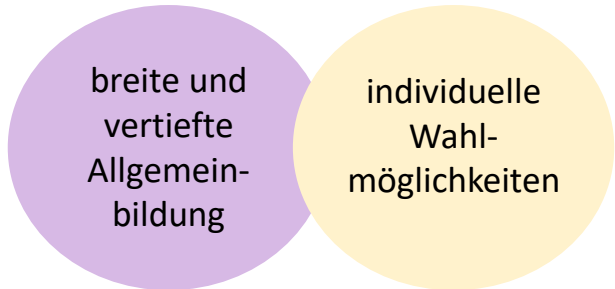 breite und
vertiefte
Allgemein-
bildung
individuelle
Wahl-
möglichkeiten